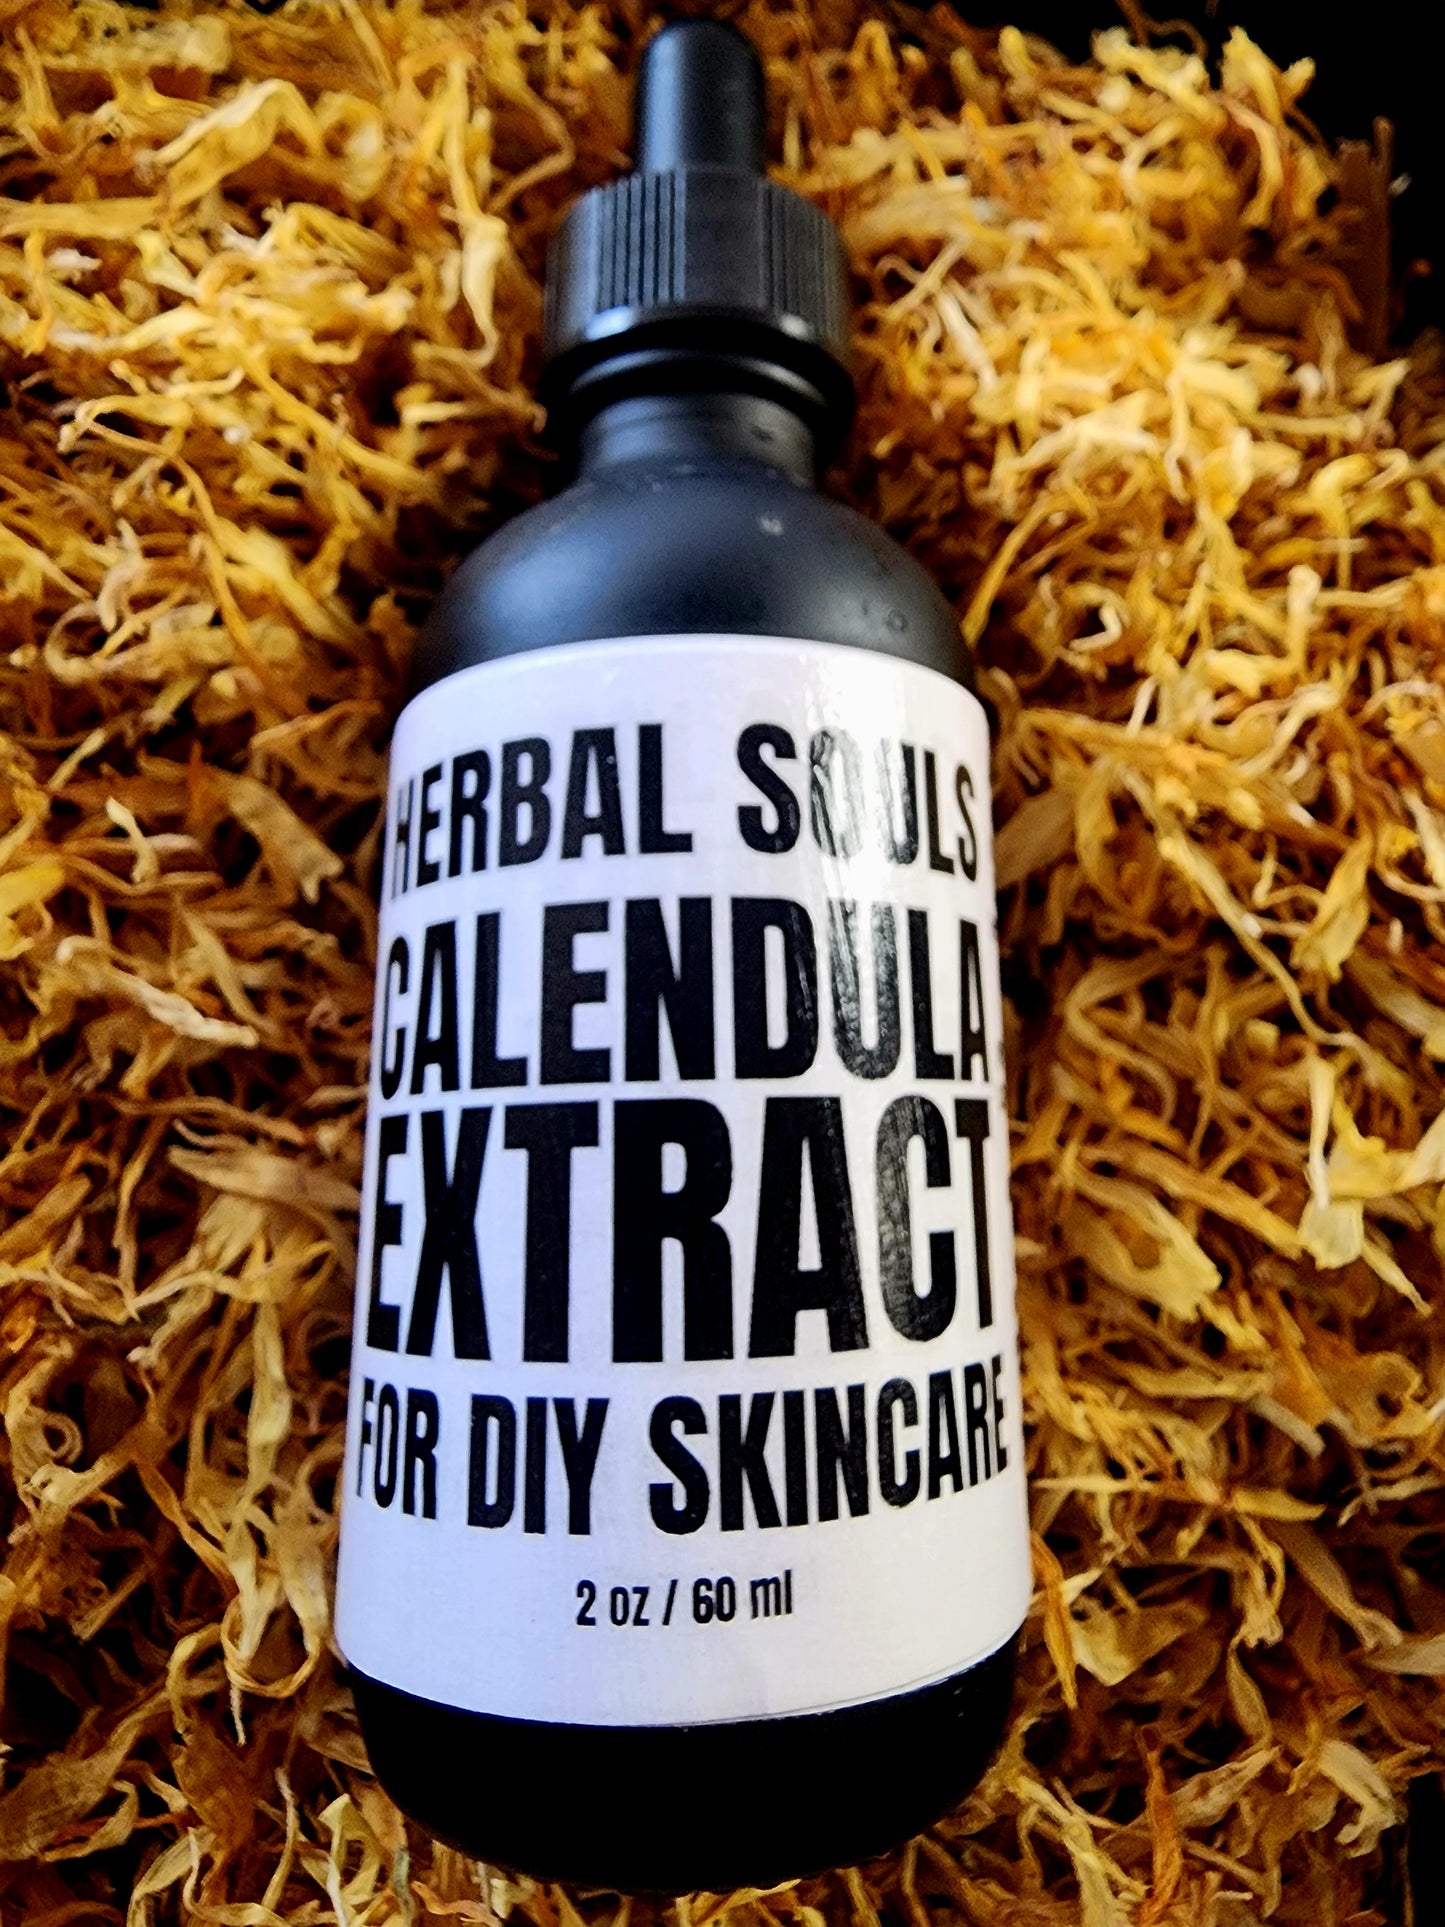 HERBAL SOULS
CALENDULA
EXTRACT
FOR DIY SKINCARE
2 oz / 60 ml